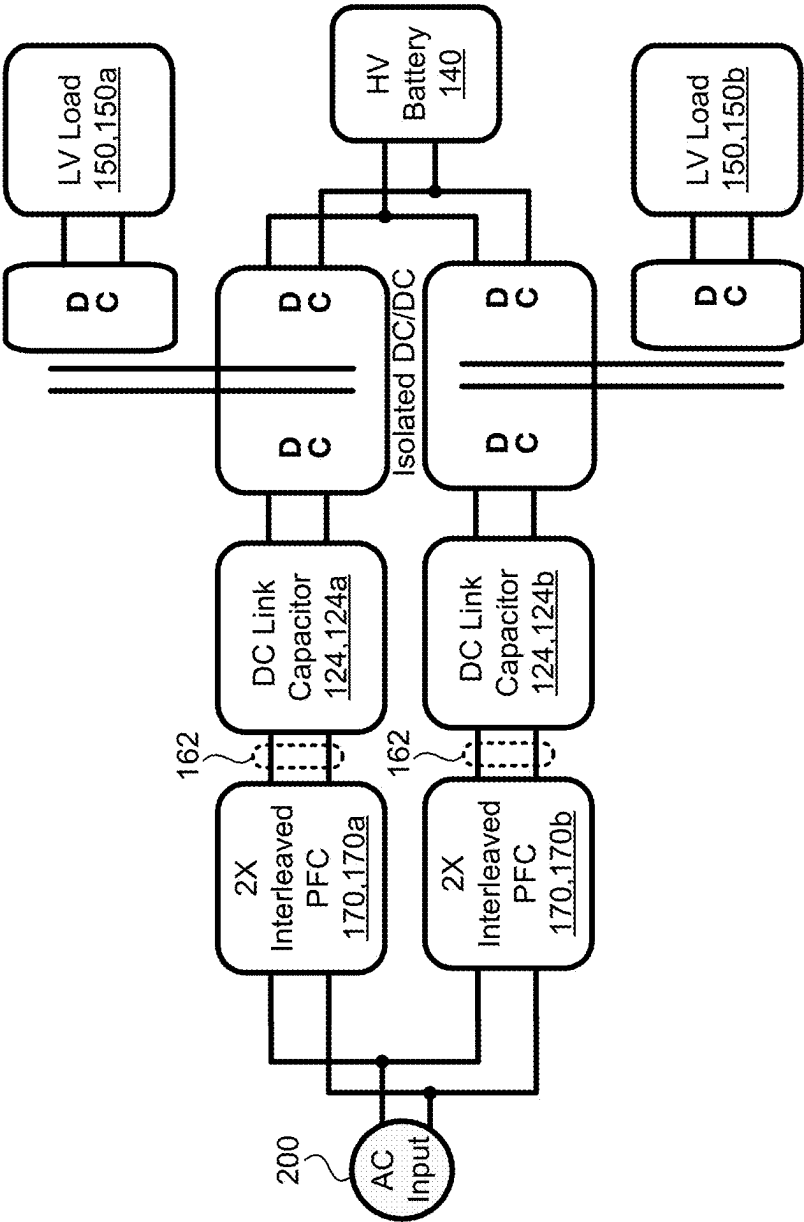 200
AC
Input
2X
Interleaved
PFC
170,170a
162
DC Link
Capacitor
124,124a
D
C
D
C
D
C
LV Load
150,150a
Isolated DC/DC
HV
Battery
140
2X
Interleaved
PFC
170,170b
162
DC Link
Capacitor
124,124b
D
C
D
C
D
C
LV Load
150,150b